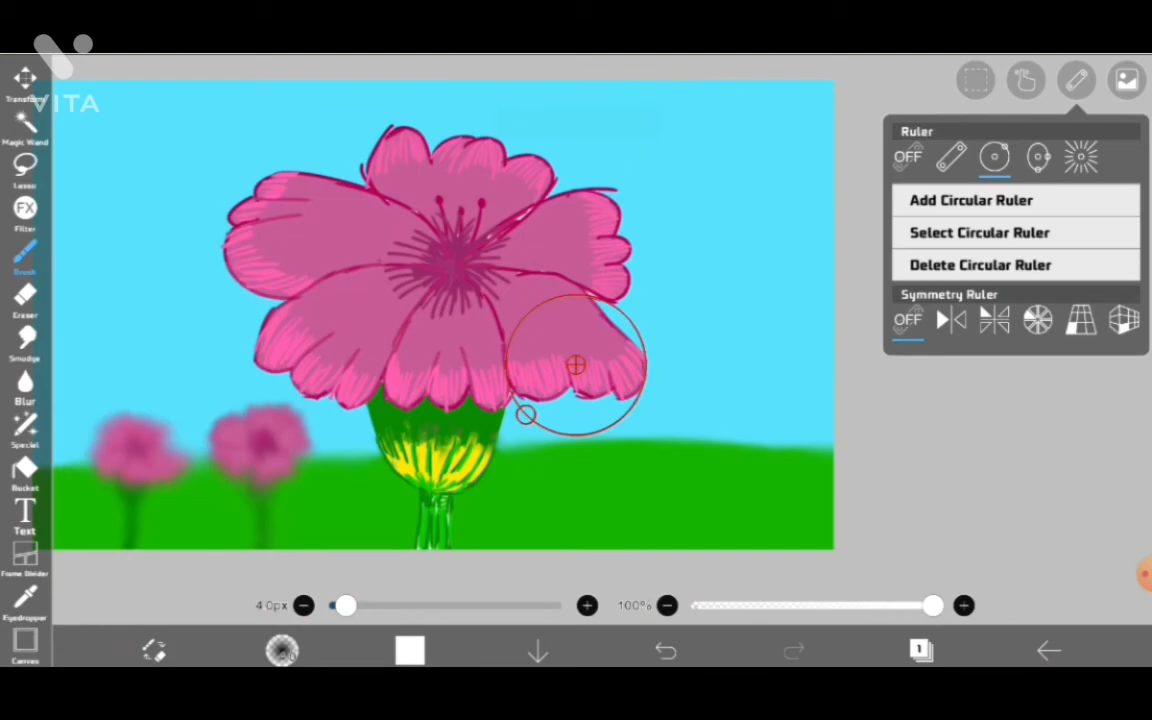 VITA
Transform
Magic Wand
Lasso
FX
Filter
Brush
Eraser
Smudge
Blur
Special
Bucket
T
Text
Frame Divider
Eyedropper
Canvas
Ruler
OFF
Add Circular Ruler
Select Circular Ruler
Delete Circular Ruler
Symmetry Ruler
OFF
4.0px
100%
1